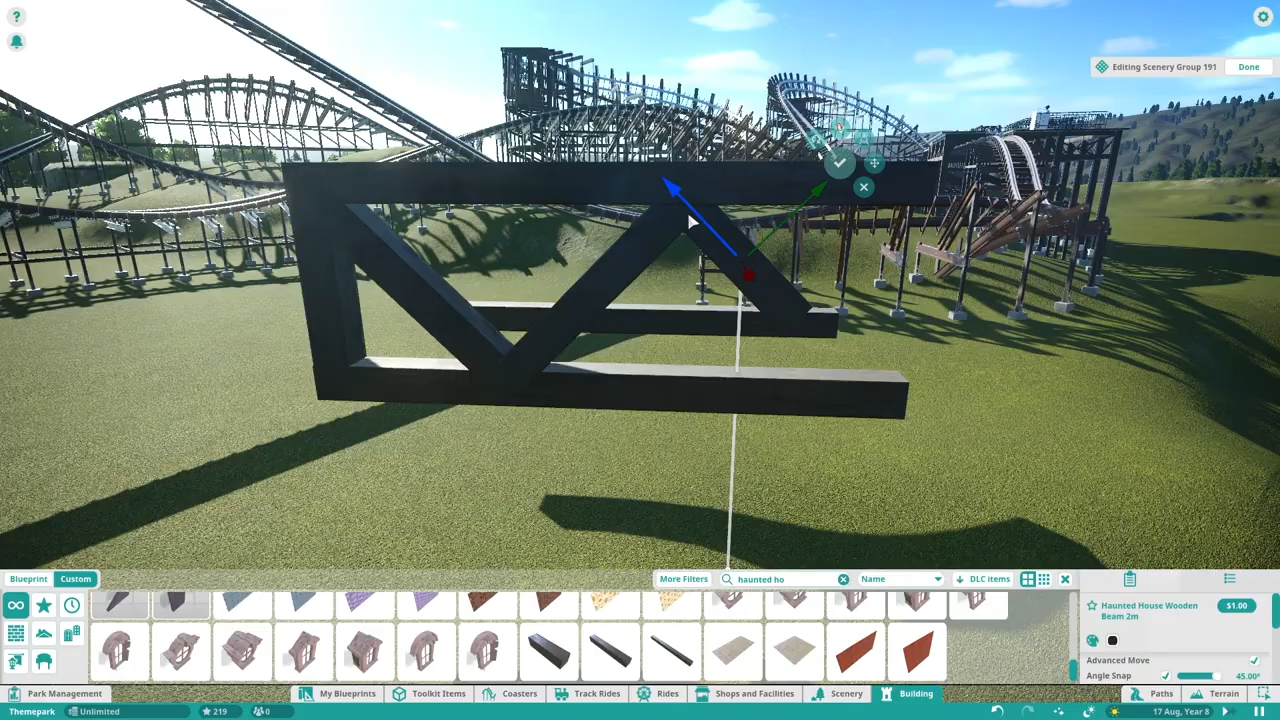 ?
Editing Scenery Group 191 Done
Blueprint Custom More Filters haunted ho Name DLC items
Haunted House Wooden Beam 2m $1.00
Advanced Move
Angle Snap 45.00°
Park Management My Blueprints Toolkit Items Coasters Track Rides Rides Shops and Facilities Scenery Building Paths Terrain
Themepark Unlimited 219 0 17 Aug, Year 8